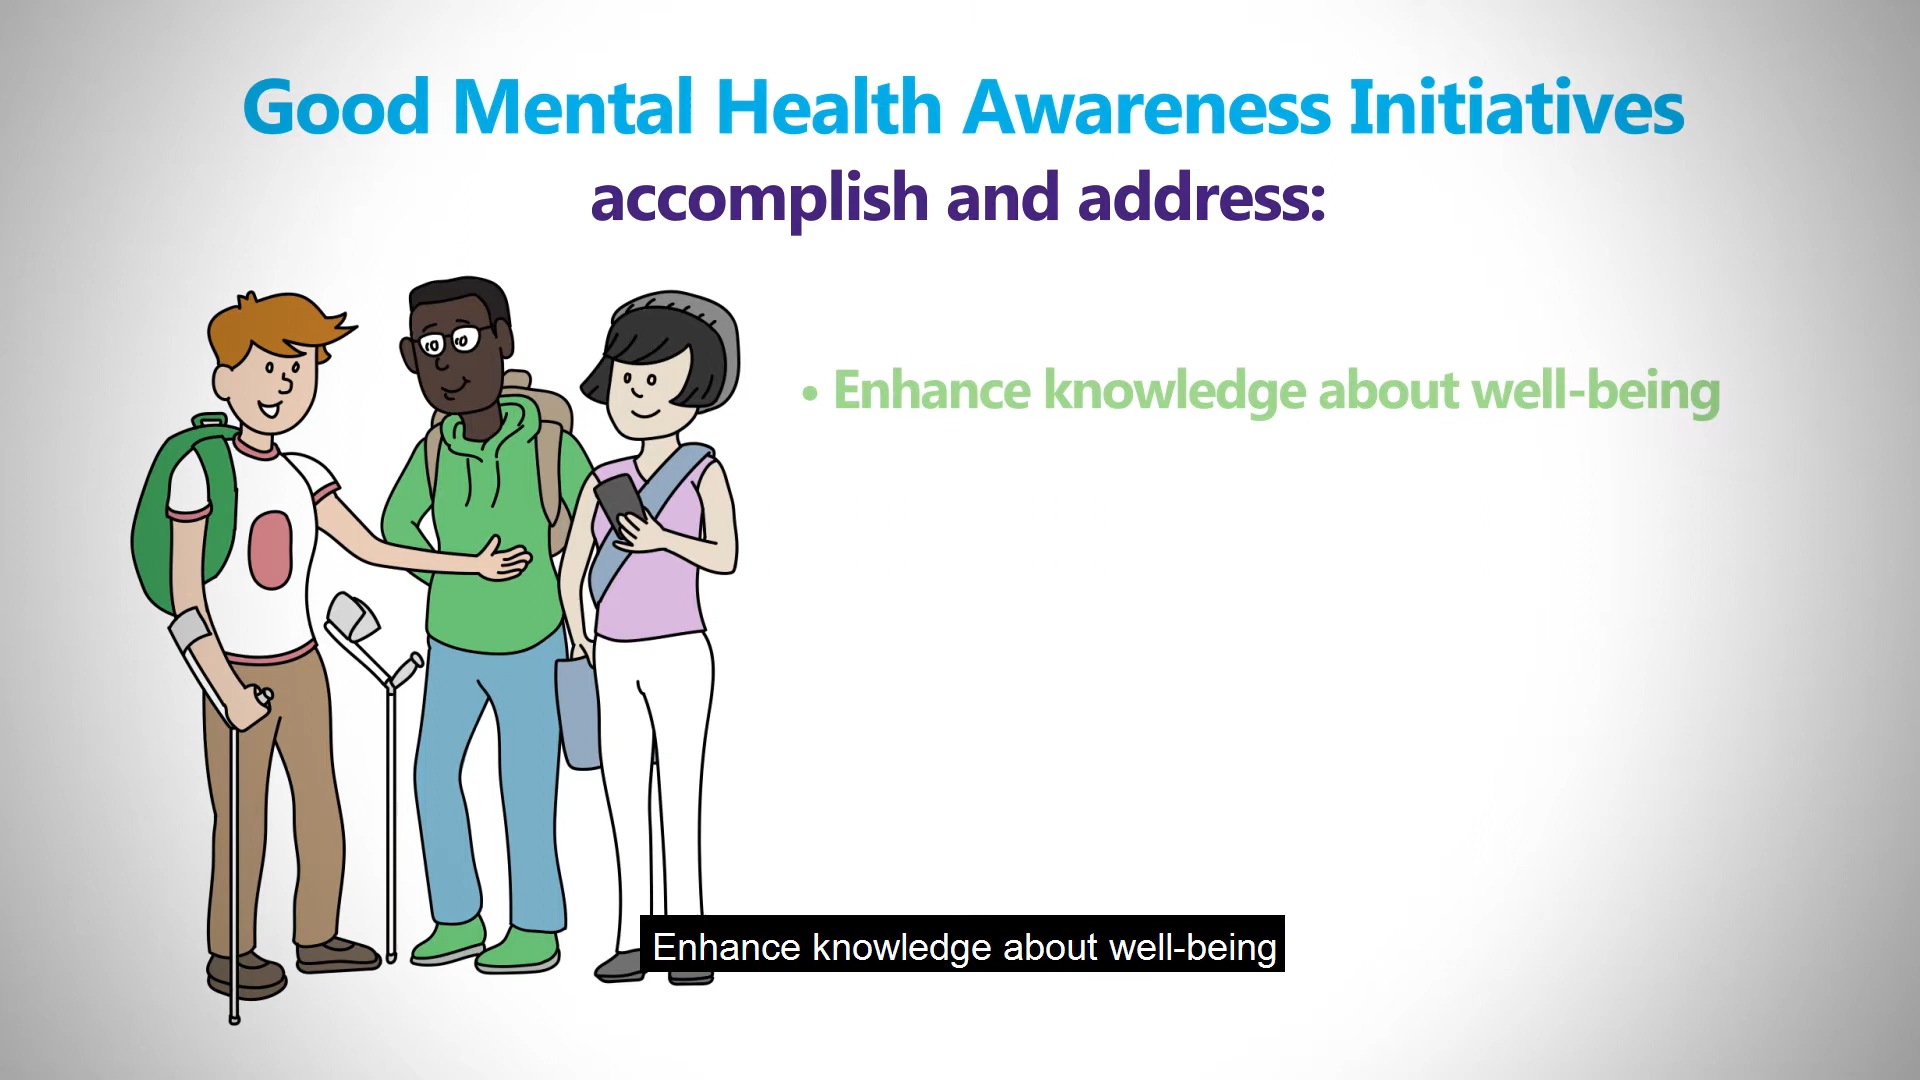 Good Mental Health Awareness Initiatives
accomplish and address:
• Enhance knowledge about well-being
Enhance knowledge about well-being